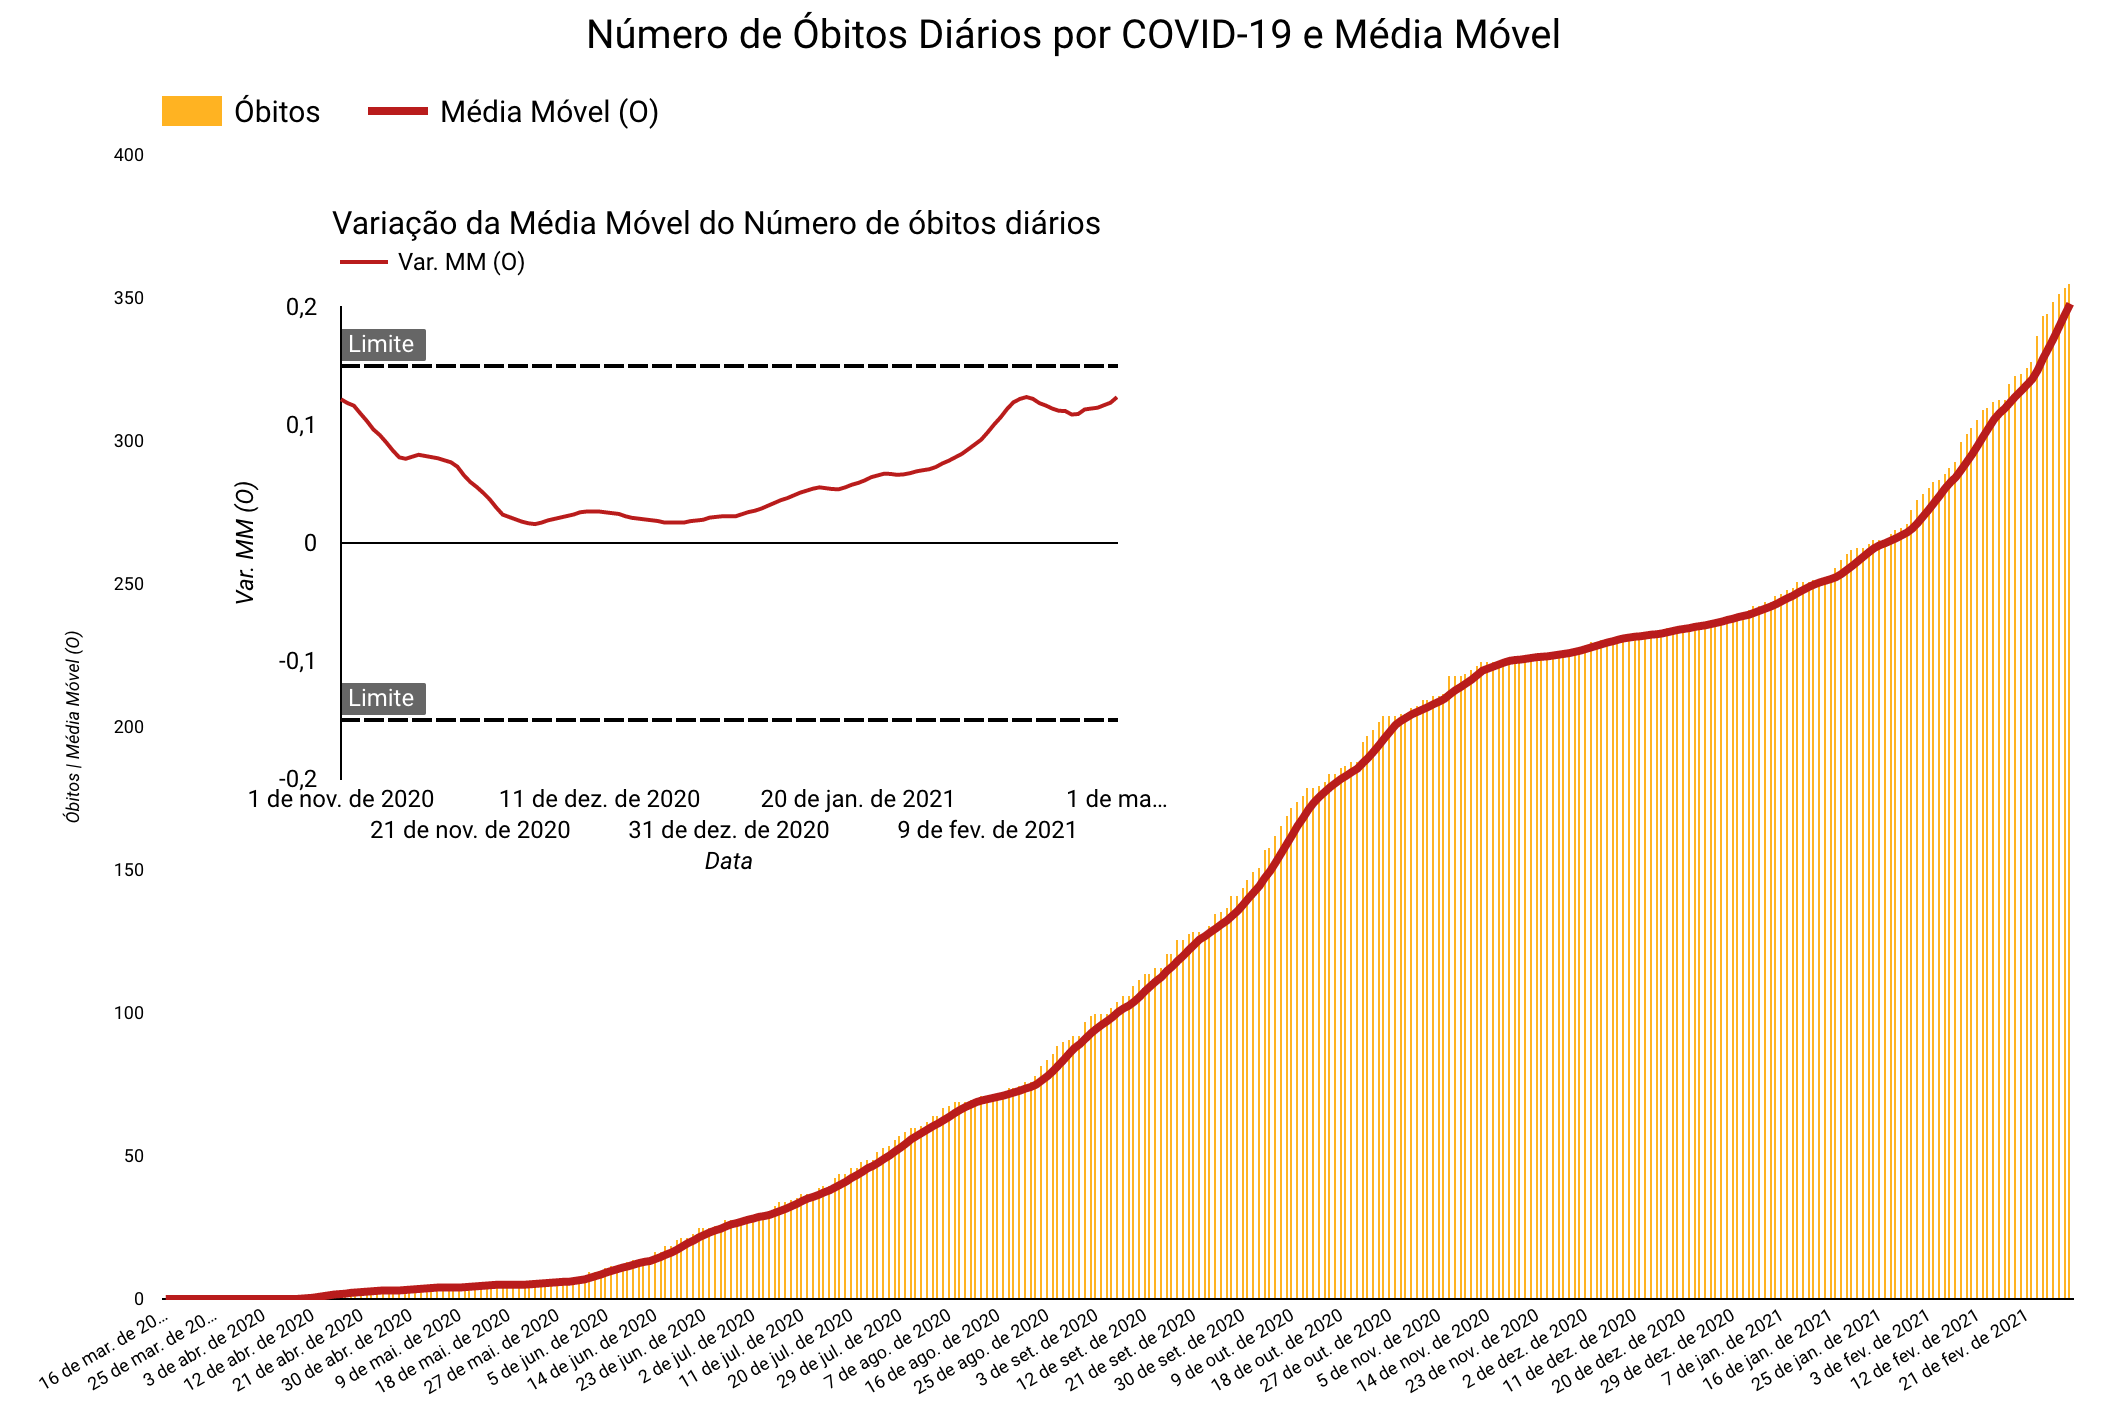 Número de Óbitos Diários por COVID-19 e Média Móvel
Óbitos
Média Móvel (O)
400
350
300
250
200
150
100
50
0
Óbitos | Média Móvel (O)
Variação da Média Móvel do Número de óbitos diários
Var. MM (O)
0,2
0,1
0
-0,1
-0,2
Var. MM (O)
Limite
Limite
1 de nov. de 2020
21 de nov. de 2020
11 de dez. de 2020
31 de dez. de 2020
20 de jan. de 2021
9 de fev. de 2021
1 de ma…
Data
16 de mar. de 20…
25 de mar. de 20…
3 de abr. de 2020
12 de abr. de 2020
21 de abr. de 2020
30 de abr. de 2020
9 de mai. de 2020
18 de mai. de 2020
27 de mai. de 2020
5 de jun. de 2020
14 de jun. de 2020
23 de jun. de 2020
2 de jul. de 2020
11 de jul. de 2020
20 de jul. de 2020
29 de jul. de 2020
7 de ago. de 2020
16 de ago. de 2020
25 de ago. de 2020
3 de set. de 2020
12 de set. de 2020
21 de set. de 2020
30 de set. de 2020
9 de out. de 2020
18 de out. de 2020
27 de out. de 2020
5 de nov. de 2020
14 de nov. de 2020
23 de nov. de 2020
2 de dez. de 2020
11 de dez. de 2020
20 de dez. de 2020
29 de dez. de 2020
7 de jan. de 2021
16 de jan. de 2021
25 de jan. de 2021
3 de fev. de 2021
12 de fev. de 2021
21 de fev. de 2021